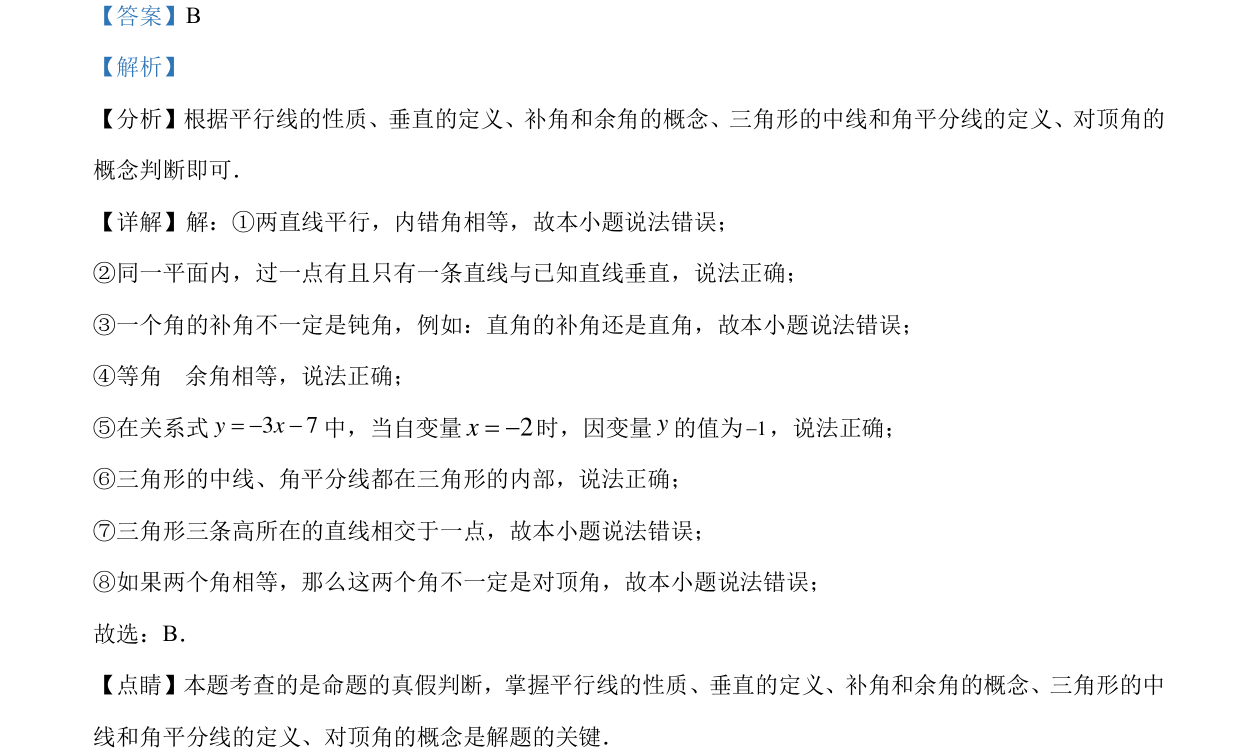 【答案】B
【解析】
【分析】根据平行线的性质、垂直的定义、补角和余角的概念、三角形的中线和角平分线的定义、对顶角的
概念判断即可.
【详解】解：①两直线平行，内错角相等，故本小题说法错误；
②同一平面内，过一点有且只有一条直线与已知直线垂直，说法正确；
③一个角的补角不一定是钝角，例如：直角的补角还是直角，故本小题说法错误；
④等角 余角相等，说法正确；
⑤在关系式 y=−3x−7 中，当自变量 x=−2时，因变量 y 的值为−1，说法正确；
⑥三角形的中线、角平分线都在三角形的内部，说法正确；
⑦三角形三条高所在的直线相交于一点，故本小题说法错误；
⑧如果两个角相等，那么这两个角不一定是对顶角，故本小题说法错误；
故选：B.
【点睛】本题考查的是命题的真假判断，掌握平行线的性质、垂直的定义、补角和余角的概念、三角形的中
线和角平分线的定义、对顶角的概念是解题的关键.